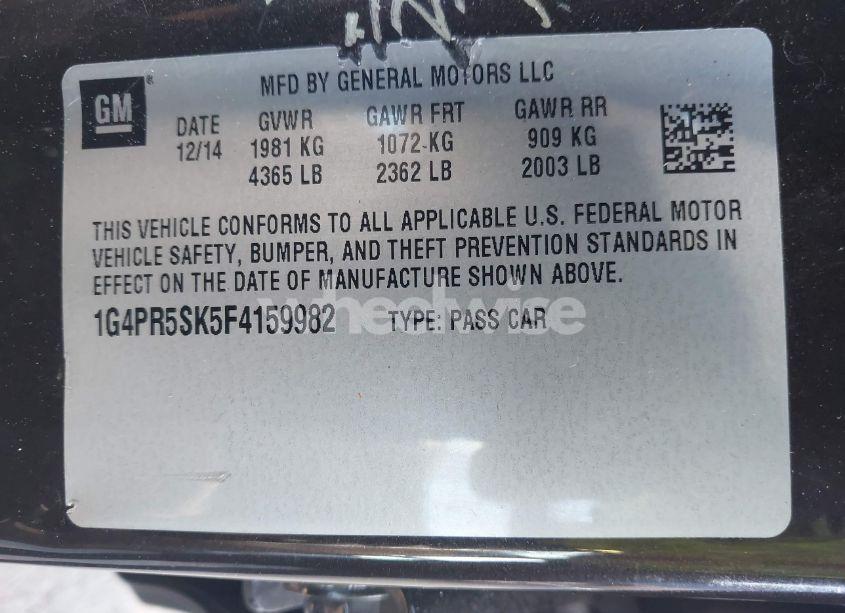 GM
MFD BY GENERAL MOTORS LLC
DATE GVWR GAWR FRT GAWR RR
12/14 1981 KG 1072 KG 909 KG
4365 LB 2362 LB 2003 LB
THIS VEHICLE CONFORMS TO ALL APPLICABLE U.S. FEDERAL MOTOR
VEHICLE SAFETY, BUMPER, AND THEFT PREVENTION STANDARDS IN
EFFECT ON THE DATE OF MANUFACTURE SHOWN ABOVE.
1G4PR5SK5F4159982 TYPE: PASS/CAR
wheelwise